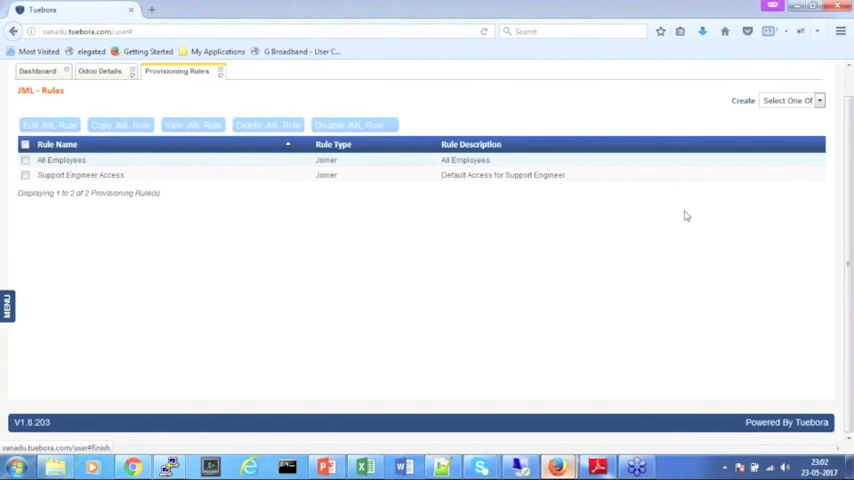 Tuebora
xanadu.tuebora.com/user#
Search
Most Visited elegated Getting Started My Applications G Broadband - User C...
Dashboard Odoo Details Provisioning Rules
JML - Rules
Create Select One Of
Edit JML Rule Copy JML Rule View JML Rule Delete JML Rule Disable JML Rule
Rule Name Rule Type Rule Description
All Employees Joiner All Employees
Support Engineer Access Joiner Default Access for Support Engineer
Displaying 1 to 2 of 2 Provisioning Rule(s)
MENU
V1.8.203 Powered By Tuebora
xanadu.tuebora.com/user#finish
23:02
23-05-2017